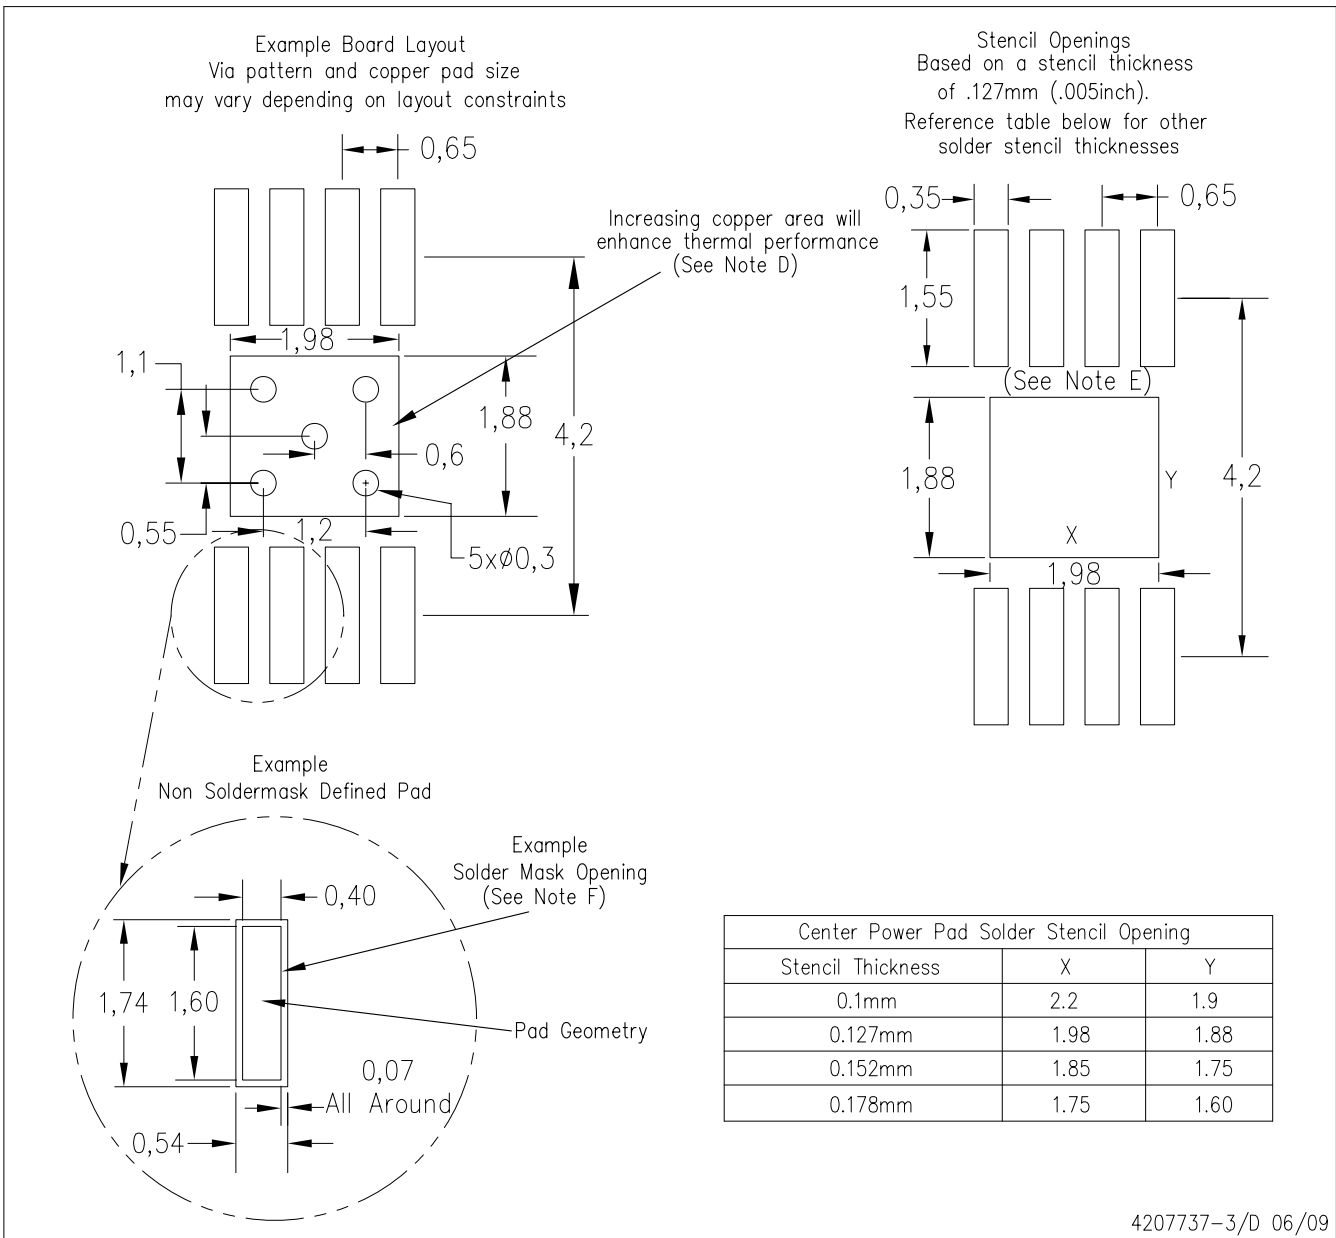 Example Board Layout
Via pattern and copper pad size
may vary depending on layout constraints
0,65
Increasing copper area will
enhance thermal performance
(See Note D)
1,98
1,1
1,88
4,2
0,6
0,55
1,2
5xø0,3
Stencil Openings
Based on a stencil thickness
of .127mm (.005inch).
Reference table below for other
solder stencil thicknesses
0,35
0,65
1,55
(See Note E)
1,88
Y
4,2
X
1,98
Example
Non Soldermask Defined Pad
Example
Solder Mask Opening
(See Note F)
0,40
1,74
1,60
Pad Geometry
0,07
All Around
0,54
Center Power Pad Solder Stencil Opening
Stencil Thickness X Y
0.1mm 2.2 1.9
0.127mm 1.98 1.88
0.152mm 1.85 1.75
0.178mm 1.75 1.60
4207737-3/D 06/09